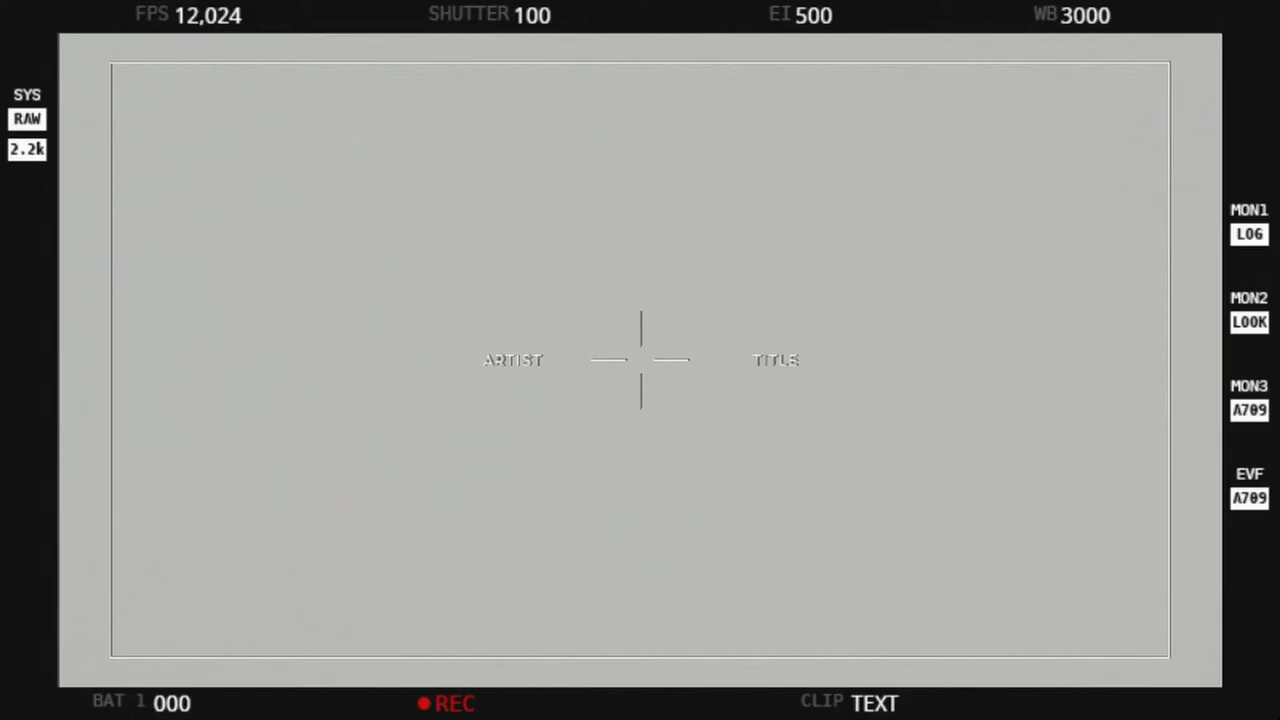 FPS 12,024 SHUTTER 100 EI 500 WB 3000
SYS
RAW
2.2k
MON1
LOG
MON2
LOOK
ARTIST TITLE
MON3
A709
EVF
A709
BAT 1 000 REC CLIP TEXT